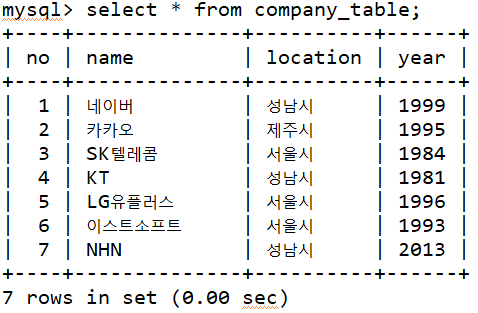 mysql> select * from company_table;
+----+--------------+----------+------+
| no | name | location | year |
+----+--------------+----------+------+
| 1 | 네이버 | 성남시 | 1999 |
| 2 | 카카오 | 제주시 | 1995 |
| 3 | SK텔레콤 | 서울시 | 1984 |
| 4 | KT | 성남시 | 1981 |
| 5 | LG유플러스 | 서울시 | 1996 |
| 6 | 이스트소프트 | 서울시 | 1993 |
| 7 | NHN | 성남시 | 2013 |
+----+--------------+----------+------+
7 rows in set (0.00 sec)